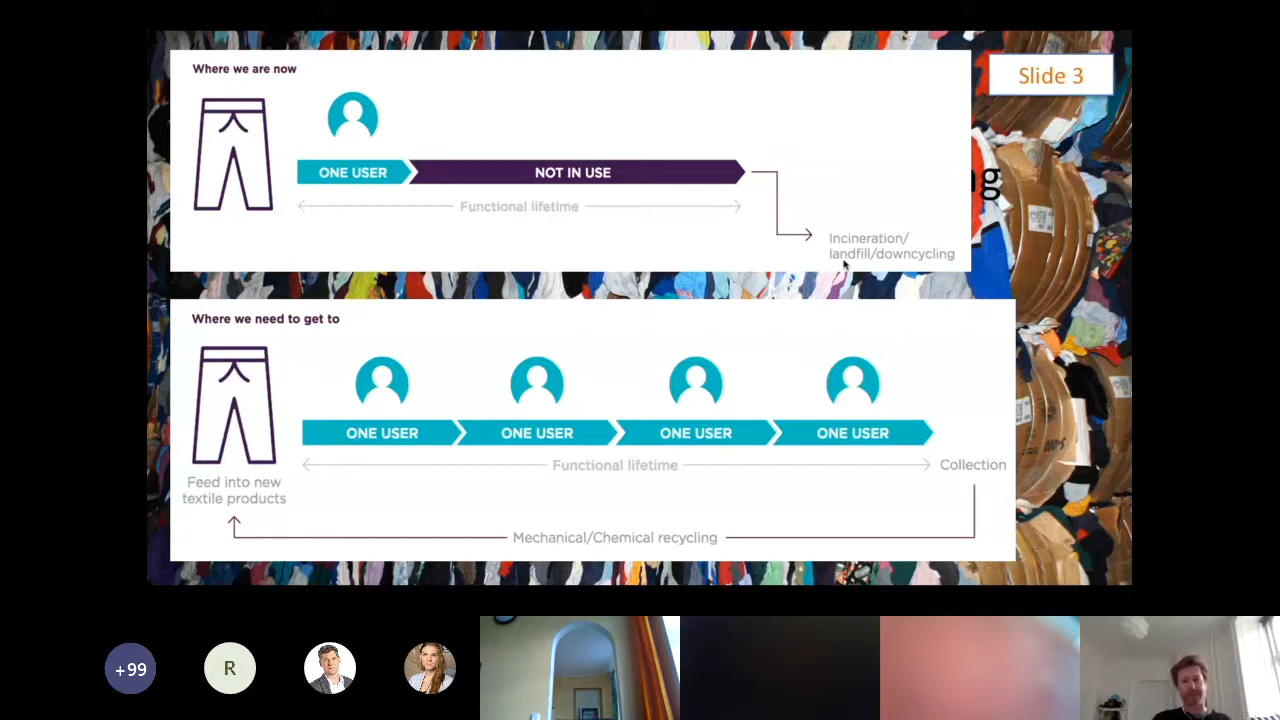 Where we are now
Slide 3
ONE USER
NOT IN USE
g
Functional lifetime
Incineration/
landfill/downcycling
Where we need to get to
ONE USER
ONE USER
ONE USER
ONE USER
Functional lifetime
Collection
Feed into new
textile products
Mechanical/Chemical recycling
+99
R